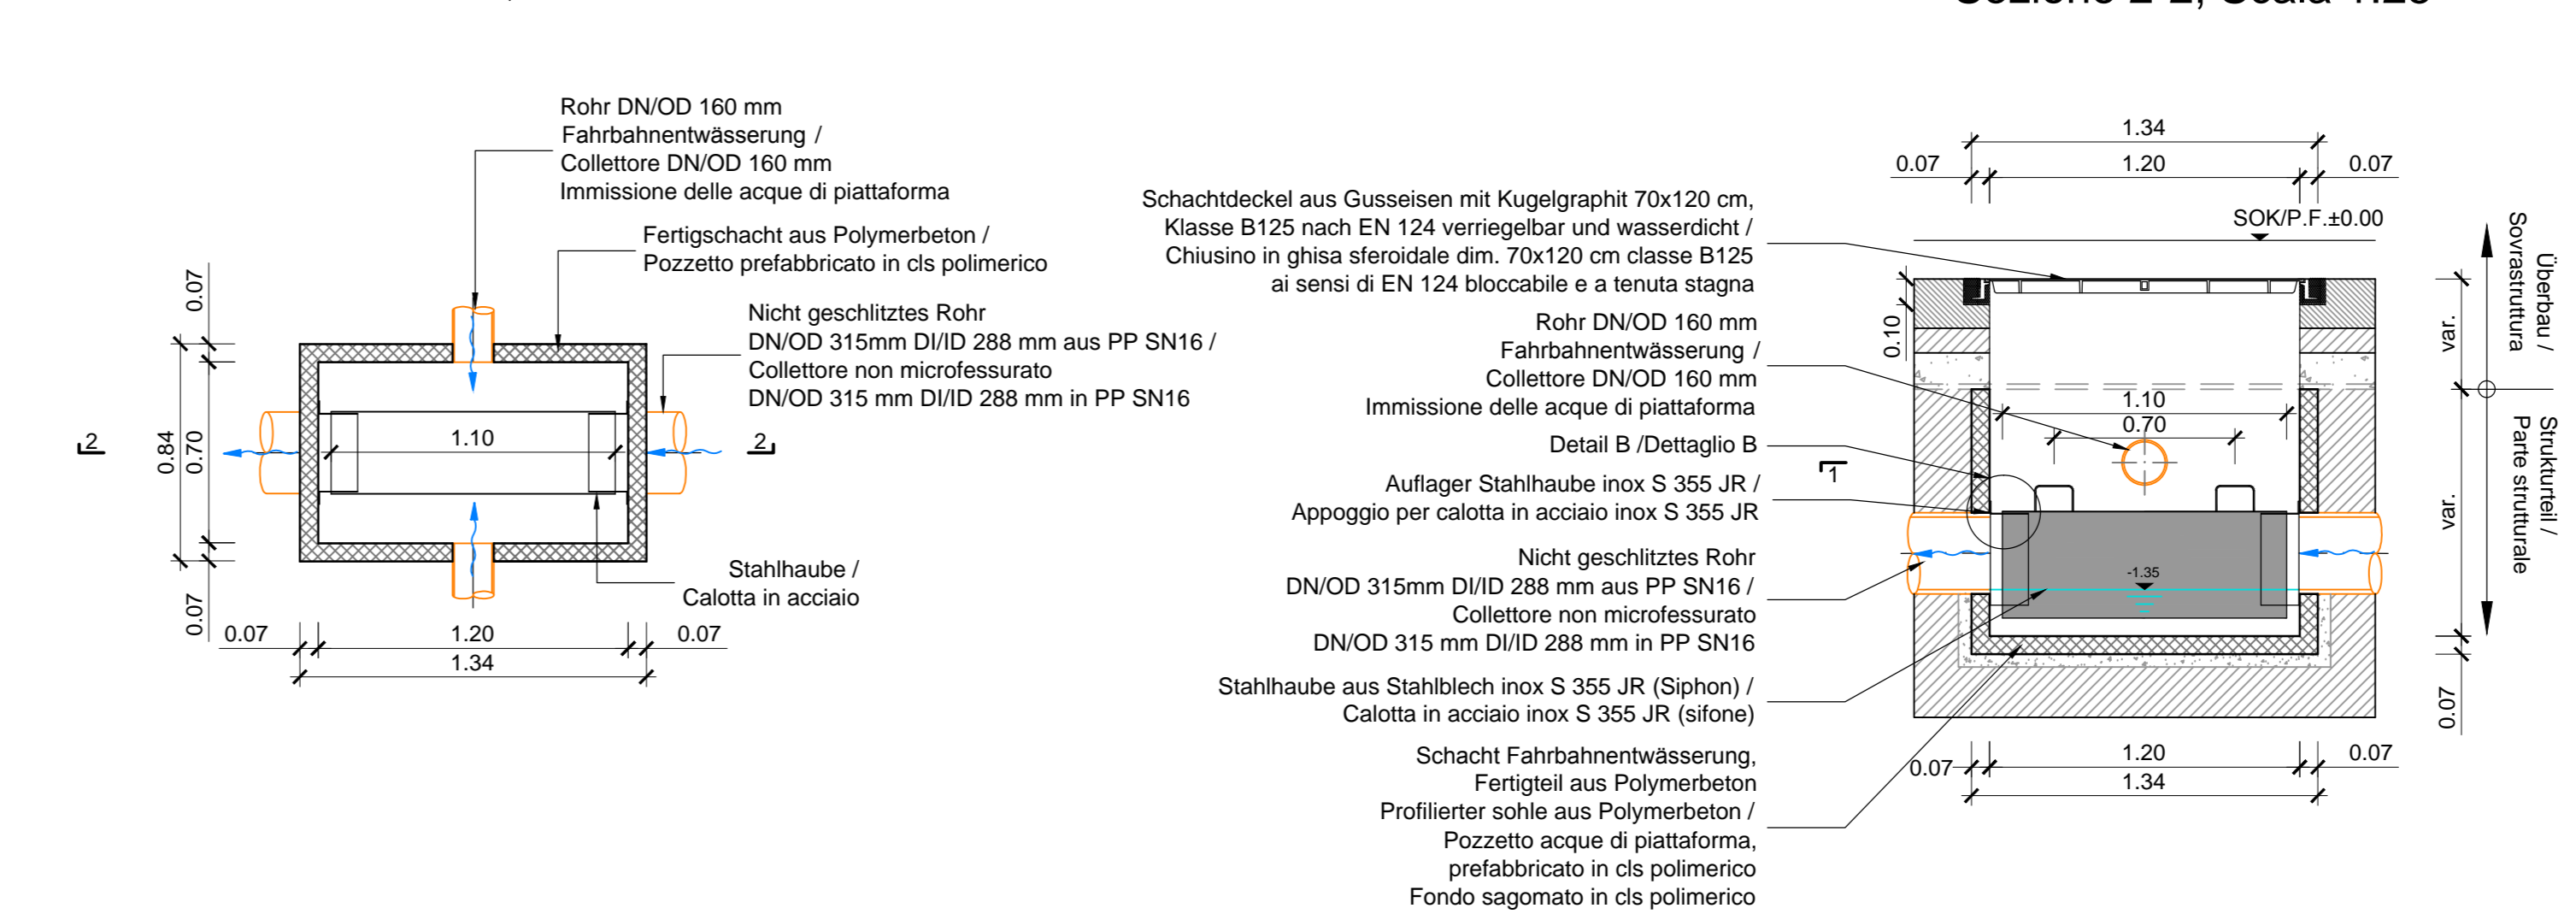 Rohr DN/OD 160 mm
Fahrbahnentwässerung /
Collettore DN/OD 160 mm
Immissione delle acque di piattaforma
Fertigschacht aus Polymerbeton /
Pozzetto prefabbricato in cls polimerico
Nicht geschlitztes Rohr
DN/OD 315mm DI/ID 288 mm aus PP SN16 /
Collettore non microfessurato
DN/OD 315 mm DI/ID 288 mm in PP SN16
0.07
0.84
0.70
0.07
2
1.10
2
Stahlhaube /
Calotta in acciaio
0.07
1.20
0.07
1.34
Schachtdeckel aus Gusseisen mit Kugelgraphit 70x120 cm,
Klasse B125 nach EN 124 verriegelbar und wasserdicht /
Chiusino in ghisa sferoidale dim. 70x120 cm classe B125
ai sensi di EN 124 bloccabile e a tenuta stagna
Rohr DN/OD 160 mm
Fahrbahnentwässerung /
Collettore DN/OD 160 mm
Immissione delle acque di piattaforma
Detail B /Dettaglio B
Auflager Stahlhaube inox S 355 JR /
Appoggio per calotta in acciaio inox S 355 JR
Nicht geschlitztes Rohr
DN/OD 315mm DI/ID 288 mm aus PP SN16 /
Collettore non microfessurato
DN/OD 315 mm DI/ID 288 mm in PP SN16
Stahlhaube aus Stahlblech inox S 355 JR (Siphon) /
Calotta in acciaio inox S 355 JR (sifone)
Schacht Fahrbahnentwässerung,
Fertigteil aus Polymerbeton
Profilierter sohle aus Polymerbeton /
Pozzetto acque di piattaforma,
prefabbricato in cls polimerico
Fondo sagomato in cls polimerico
1.34
0.07
1.20
0.07
SOK/P.F.±0.00
0.10
1.10
0.70
1
-1.35
var.
var.
0.07
Überbau /
Sovrastruttura
Strukturteil /
Parte strutturale
0.07
1.20
0.07
1.34